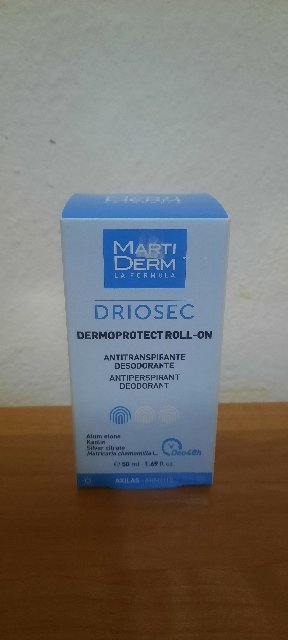 MARTI
DERM
LA FORMULA
DRIOSEC
DERMOPROTECT ROLL-ON
ANTITRANSPIRANTE
DESODORANTE
ANTIPERSPIRANT
DEODORANT
Alum stone
Kaolin
Silver citrate
Matricaria chamomilla L.
Deo48h
50 ml - 1.69 fl oz
AXILAS - ARMPITS